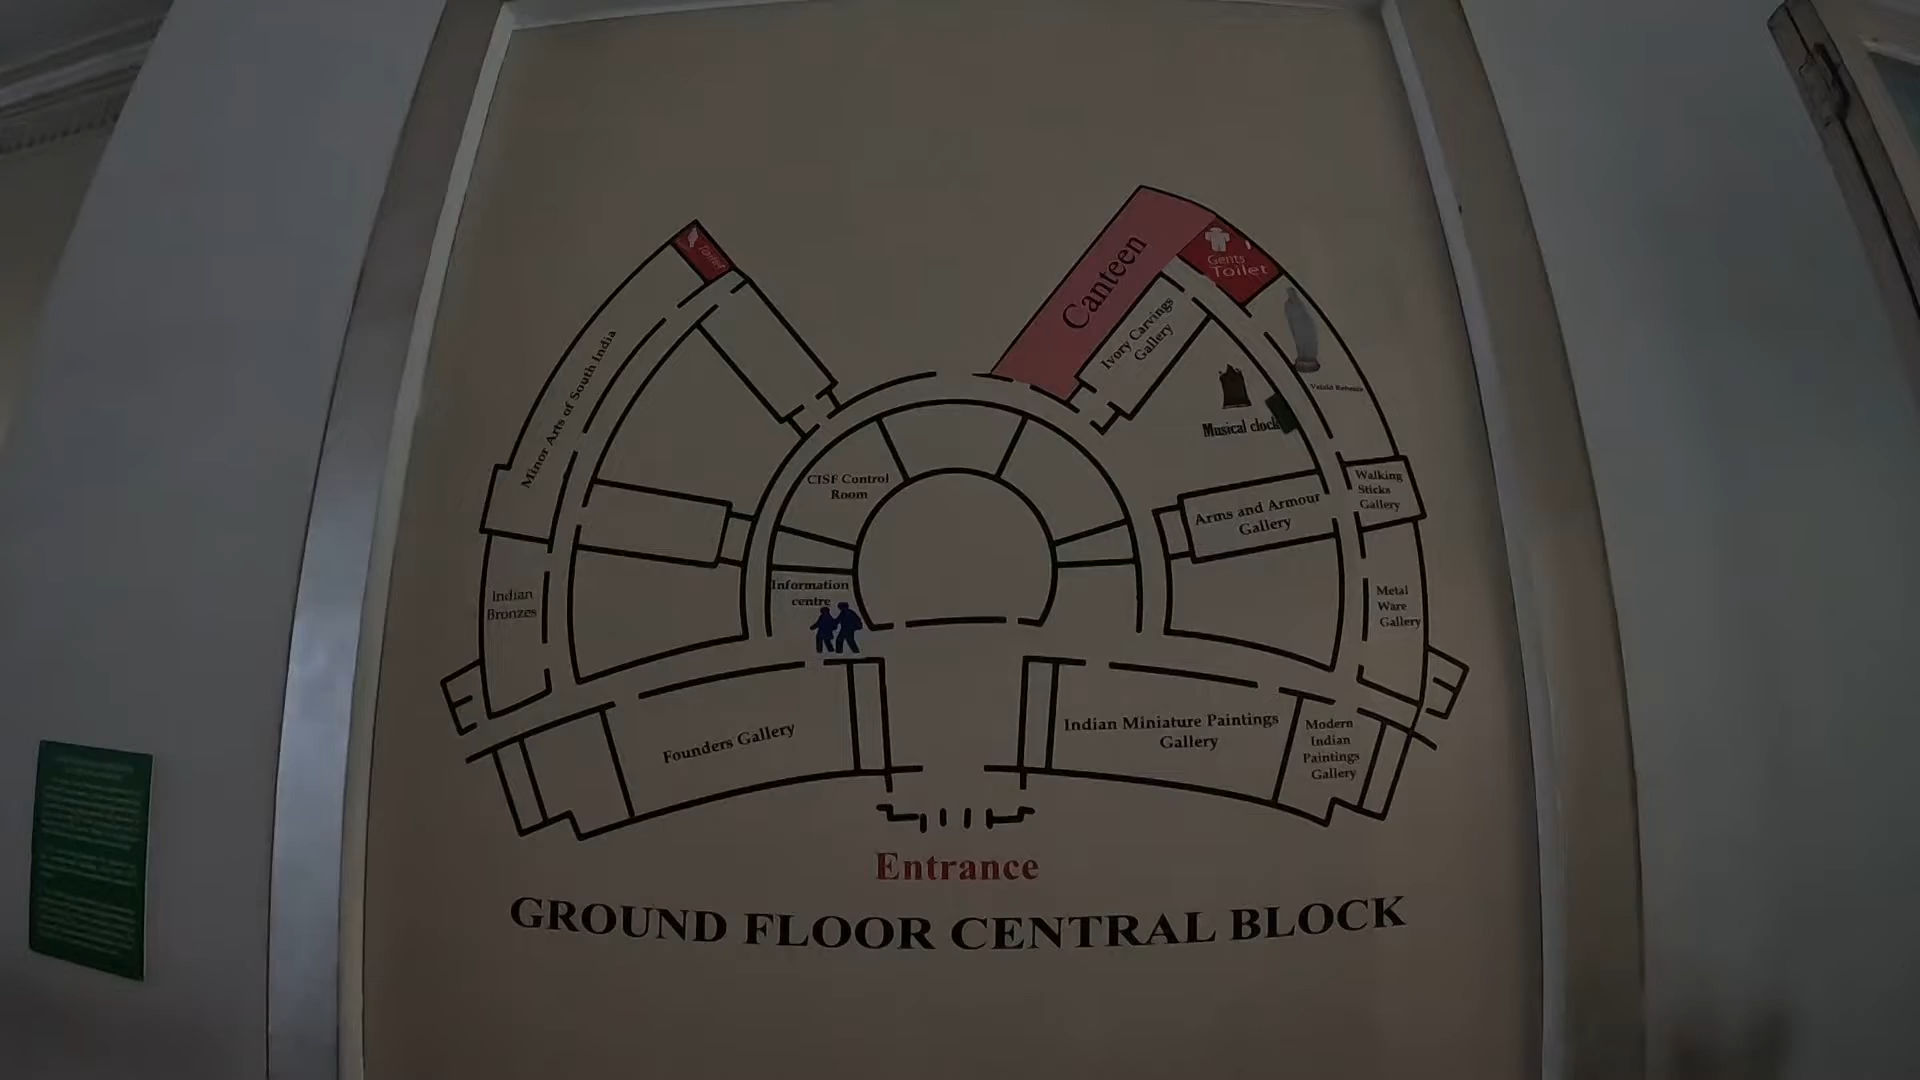 Toilet
Canteen
Gents
Toilet
Ivory Carvings
Gallery
Minor Arts of South India
Musical clock
CISF Control
Room
Walking
Sticks
Gallery
Arms and Armour
Gallery
Information
centre
Indian
Bronzes
Metal
Ware
Gallery
Founders Gallery
Indian Miniature Paintings
Gallery
Modern
Indian
Paintings
Gallery
Entrance
GROUND FLOOR CENTRAL BLOCK